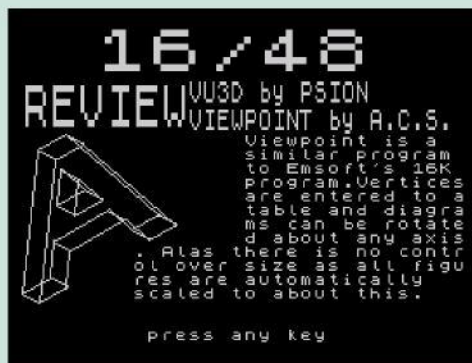 16/48
REVIEW
VU3D by PSION
VIEWPOINT by A.C.S.
Viewpoint is a
similar program
to Emsoft's 16K
program.Vertices
are entered to a
table and diagra
ms can be rotate
d about any axis
. Alas there is no contr
ol over size as all figu
res are automatically
scaled to about this.
press any key